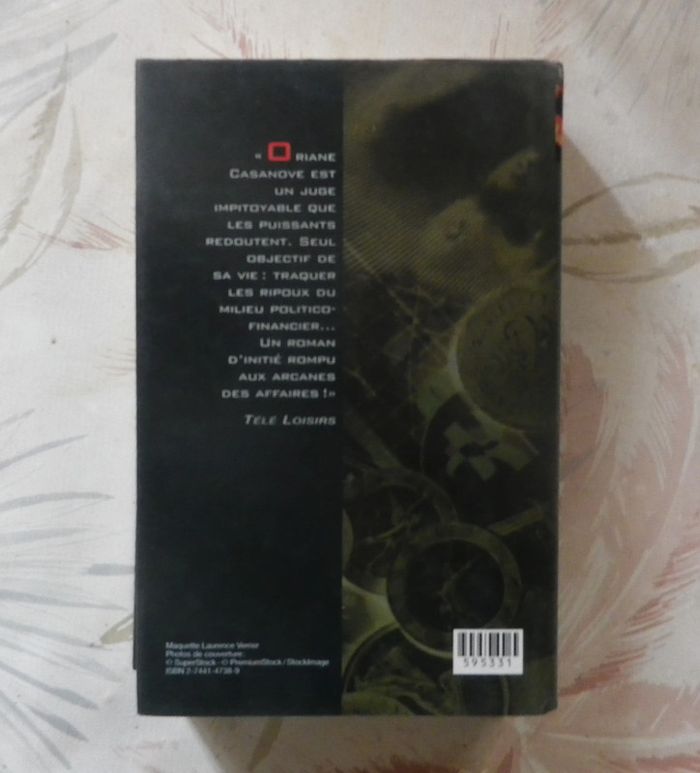 « ORIANE
CASANOVE EST
UN JUGE
IMPITOYABLE QUE
LES PUISSANTS
REDOUTENT. SEUL
OBJECTIF DE
SA VIE : TRAQUER
LES RIPOUX DU
MILIEU POLITICO-
FINANCIER...
UN ROMAN
D'INITIÉ ROMPU
AUX ARCANES
DES AFFAIRES !»
TÉLÉ LOISIRS
Maquette Laurence Verrier
Photos de couverture :
© SuperStock - © PremiumStock / StockImage
ISBN 2-7441-4738-9
595331